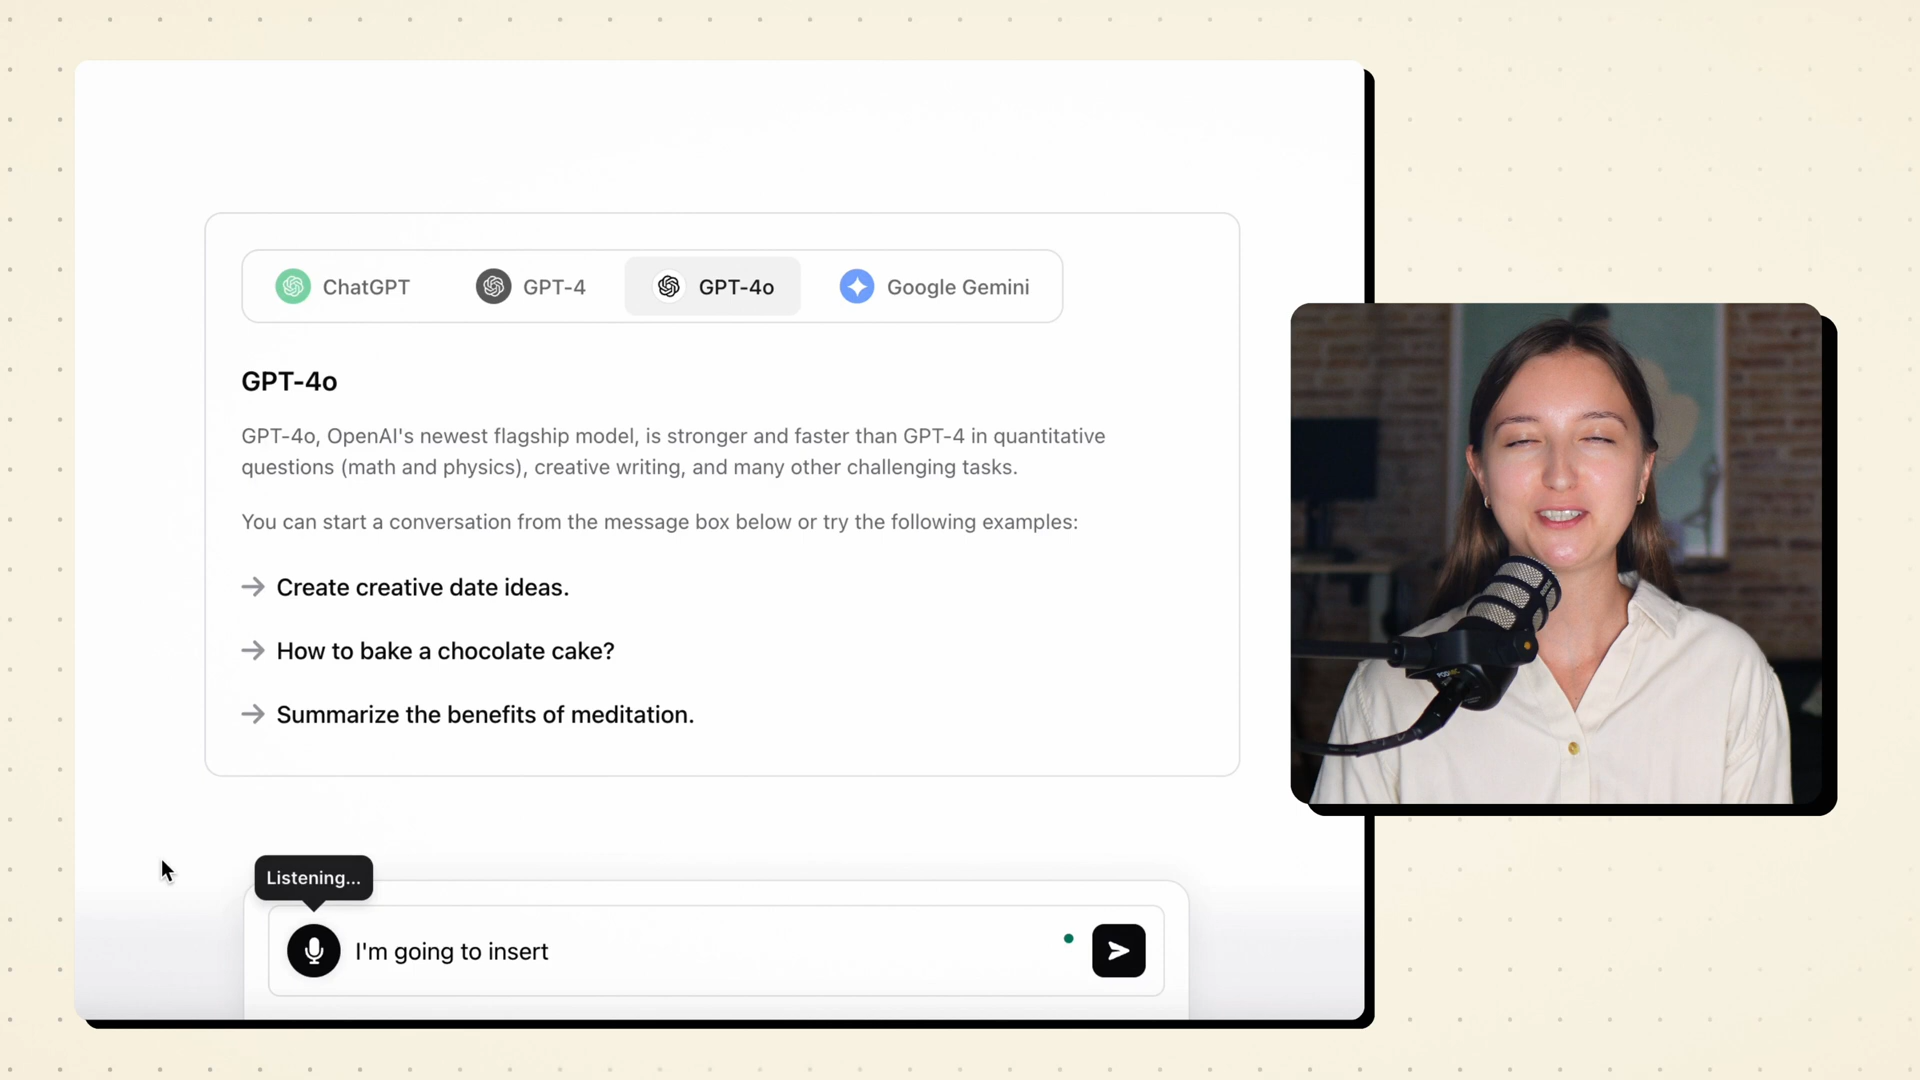 ChatGPT GPT-4 GPT-4o Google Gemini
GPT-4o
GPT-4o, OpenAI's newest flagship model, is stronger and faster than GPT-4 in quantitative
questions (math and physics), creative writing, and many other challenging tasks.
You can start a conversation from the message box below or try the following examples:
→ Create creative date ideas.
→ How to bake a chocolate cake?
→ Summarize the benefits of meditation.
Listening...
I'm going to insert